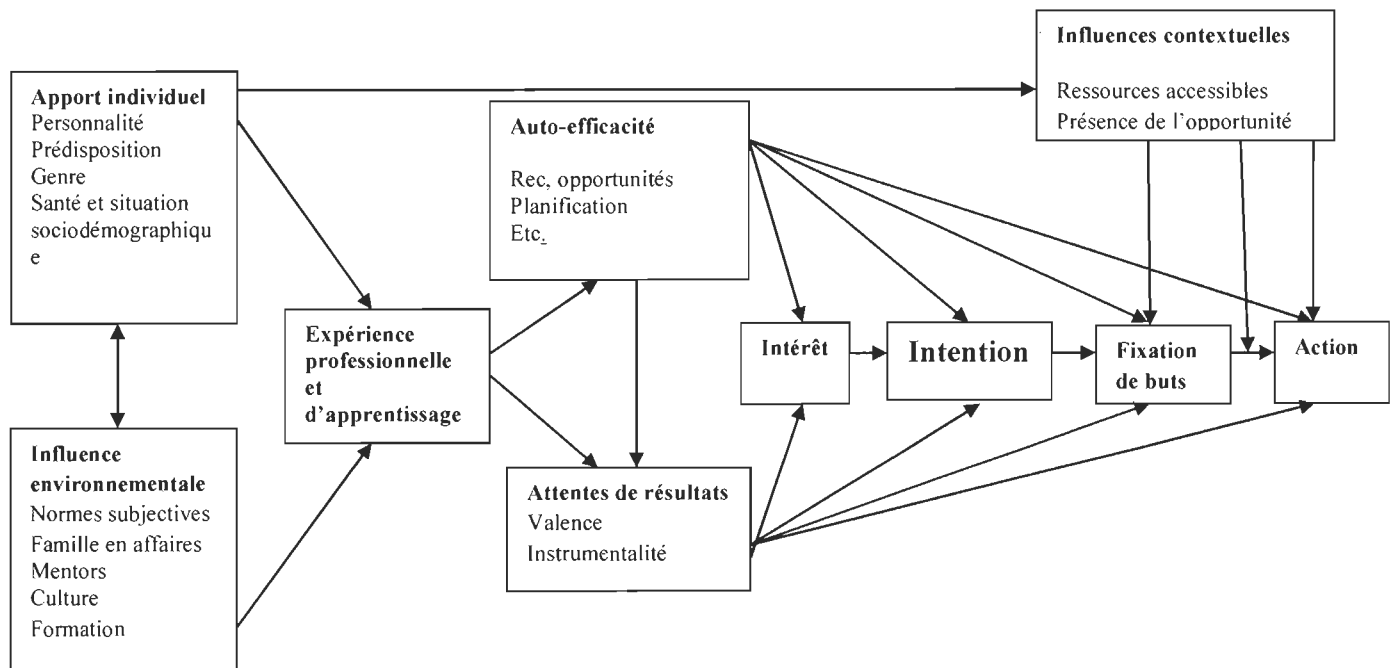 Influences contextuelles
Ressources accessibles
Présence de l'opportunité
Apport individuel
Personnalité
Prédisposition
Genre
Santé et situation
sociodémographiqu
e
Auto-efficacité
Rec, opportunités
Planification
Etc.
Expérience
professionnelle
et
d'apprentissage
Intérêt
Intention
Fixation
de buts
Action
Influence
environnementale
Normes subjectives
Famille en affaires
Mentors
Culture
Formation
Attentes de résultats
Valence
Instrumentalité